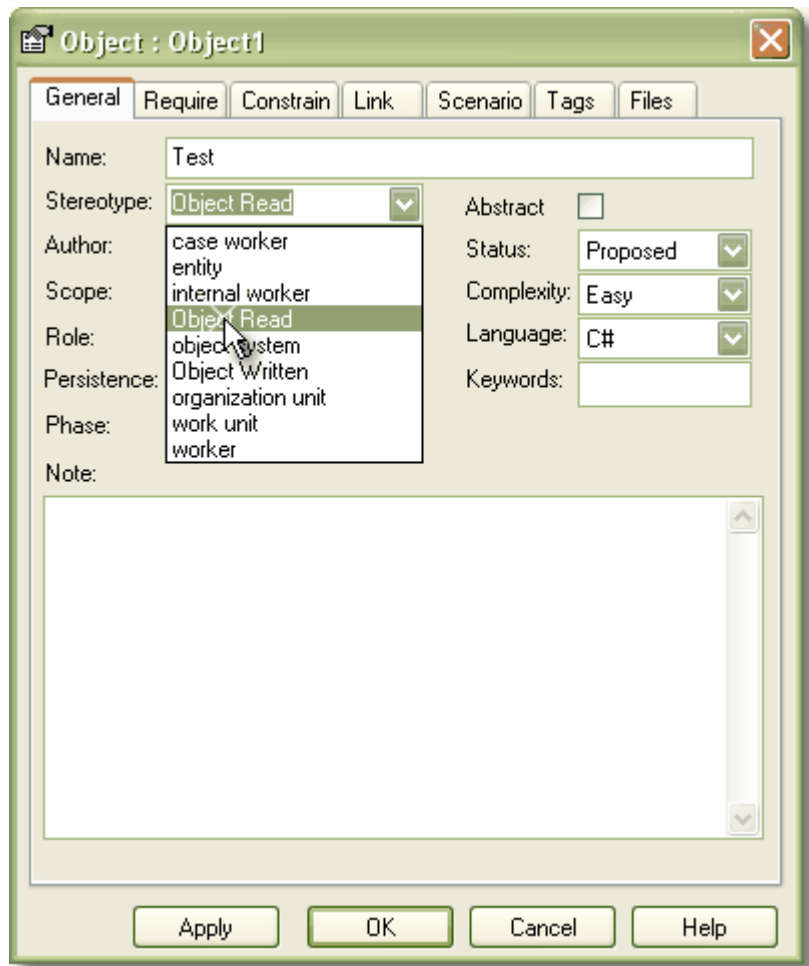 Object : Object1
General Require Constrain Link Scenario Tags Files
Name: Test
Stereotype: Object Read Abstract
Author: Status: Proposed
Scope: Complexity: Easy
Role: Language: C#
Persistence: Keywords:
Phase:
case worker
entity
internal worker
Object Read
object system
Object Written
organization unit
work unit
worker
Note:
Apply OK Cancel Help